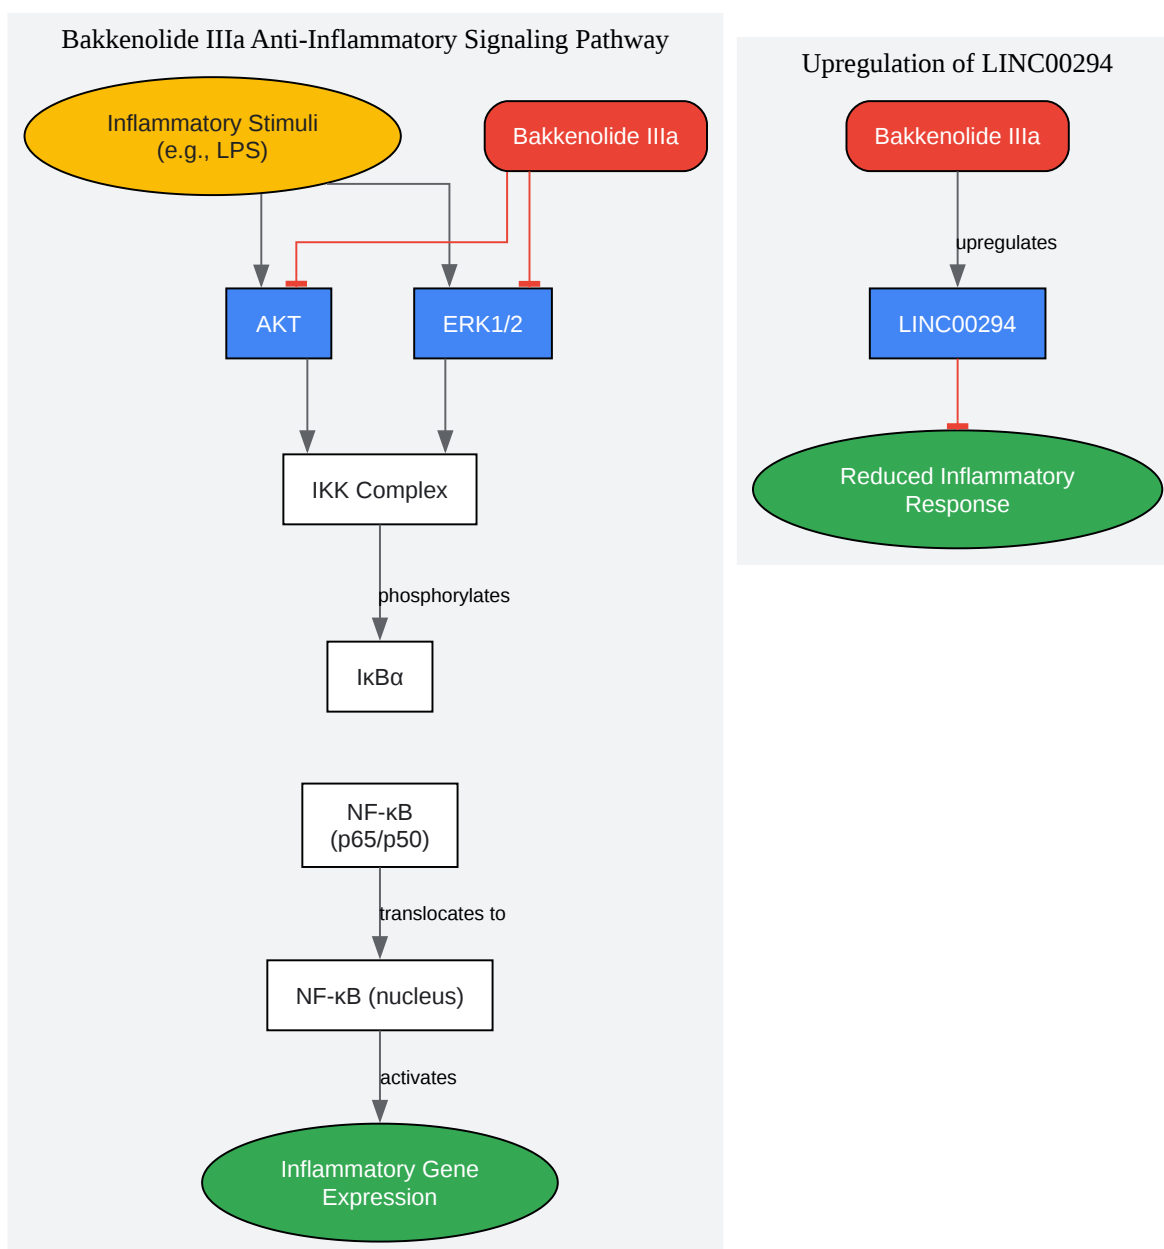 Bakkenolide IIIa Anti-Inflammatory Signaling Pathway
Inflammatory Stimuli
(e.g., LPS)
Bakkenolide IIIa
AKT
ERK1/2
IKK Complex
phosphorylates
IκBα
NF-κB
(p65/p50)
translocates to
NF-κB (nucleus)
activates
Inflammatory Gene
Expression
Upregulation of LINC00294
Bakkenolide IIIa
upregulates
LINC00294
Reduced Inflammatory
Response